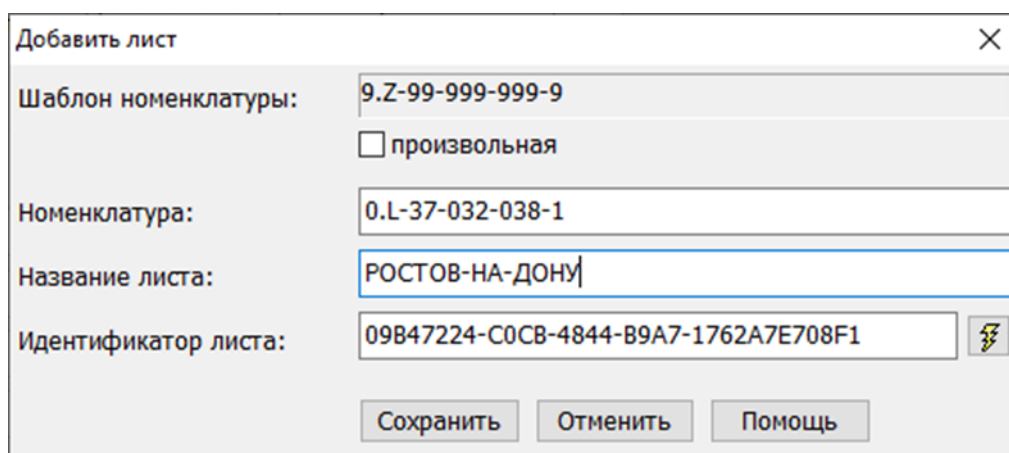 Добавить лист
Шаблон номенклатуры: 9.Z-99-999-999-9
произвольная
Номенклатура: 0.L-37-032-038-1
Название листа: РОСТОВ-НА-ДОНУ
Идентификатор листа: 09B47224-C0CB-4844-B9A7-1762A7E708F1
Сохранить Отменить Помощь